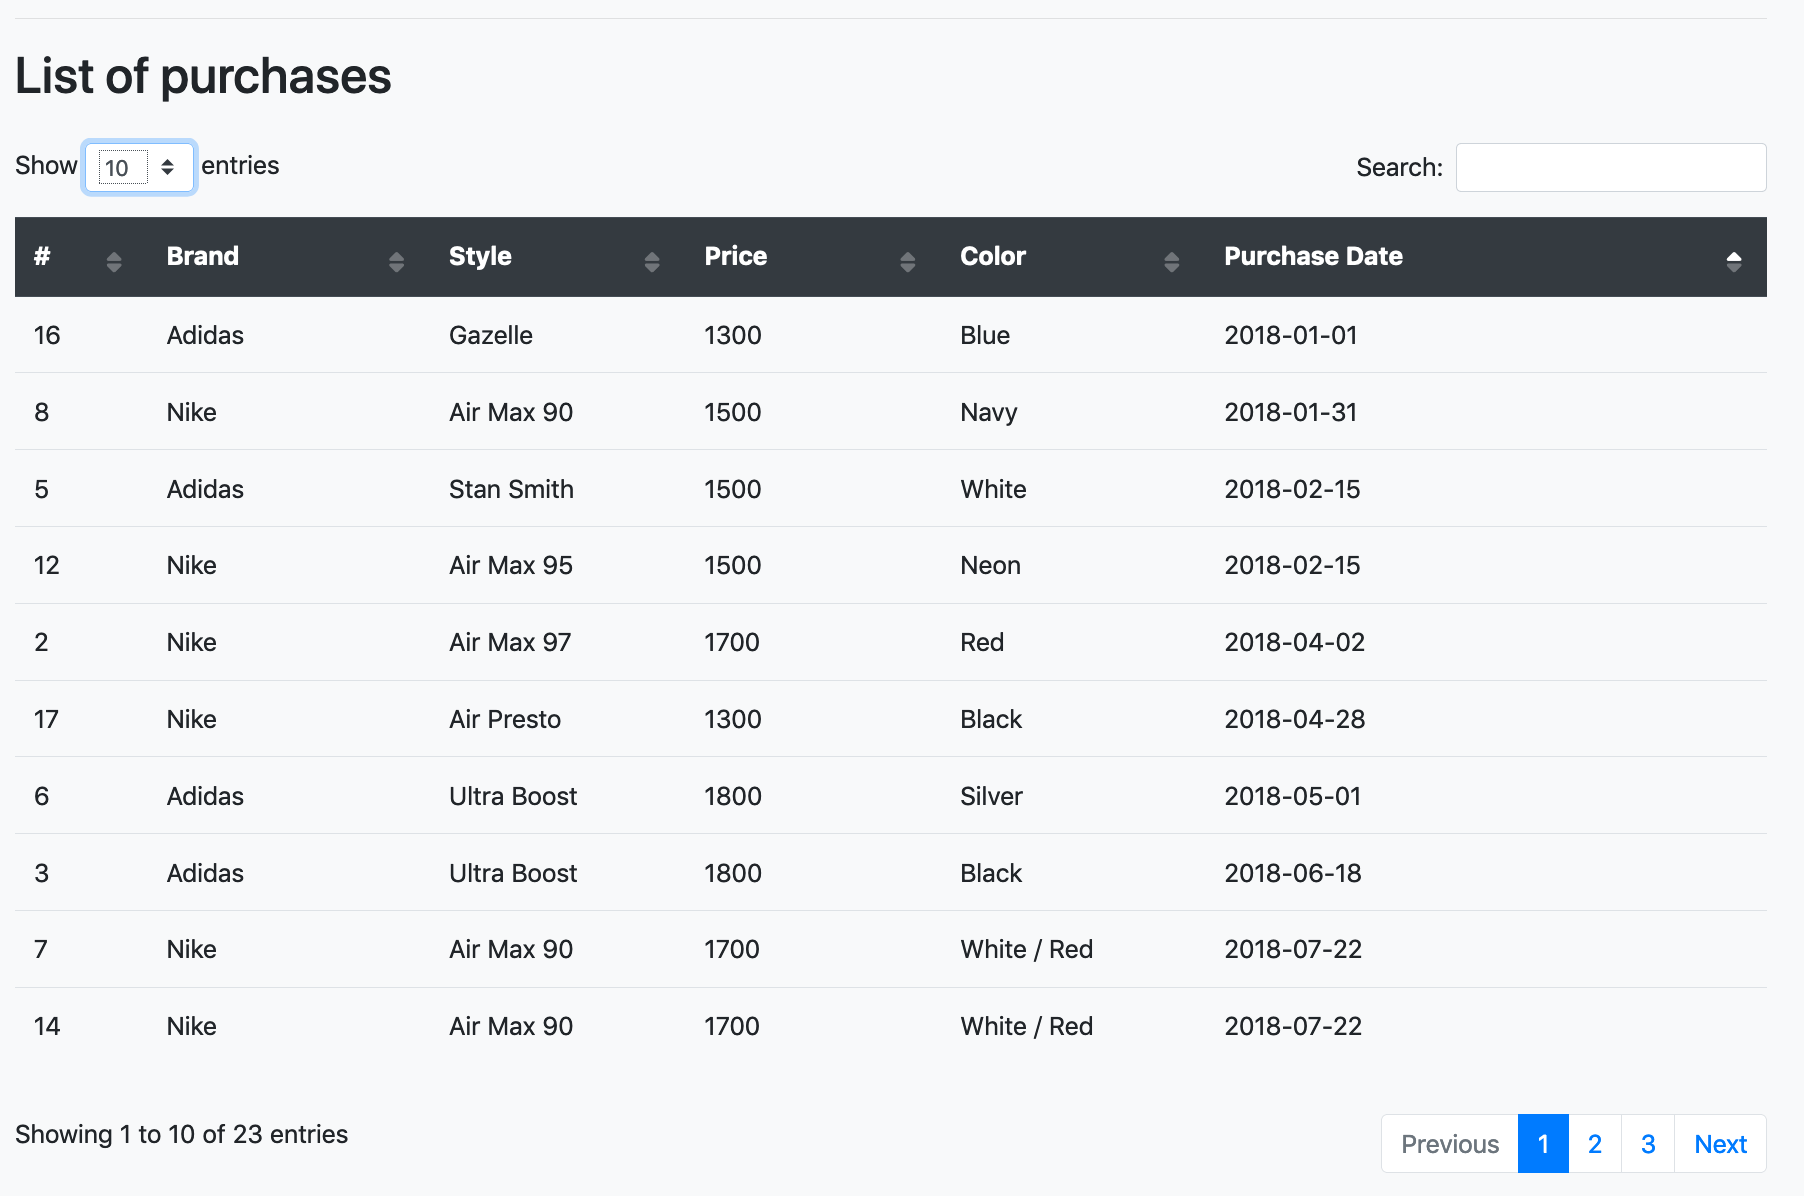 List of purchases
Show 10 entries Search:
# Brand Style Price Color Purchase Date
16 Adidas Gazelle 1300 Blue 2018-01-01
8 Nike Air Max 90 1500 Navy 2018-01-31
5 Adidas Stan Smith 1500 White 2018-02-15
12 Nike Air Max 95 1500 Neon 2018-02-15
2 Nike Air Max 97 1700 Red 2018-04-02
17 Nike Air Presto 1300 Black 2018-04-28
6 Adidas Ultra Boost 1800 Silver 2018-05-01
3 Adidas Ultra Boost 1800 Black 2018-06-18
7 Nike Air Max 90 1700 White / Red 2018-07-22
14 Nike Air Max 90 1700 White / Red 2018-07-22
Showing 1 to 10 of 23 entries Previous 1 2 3 Next